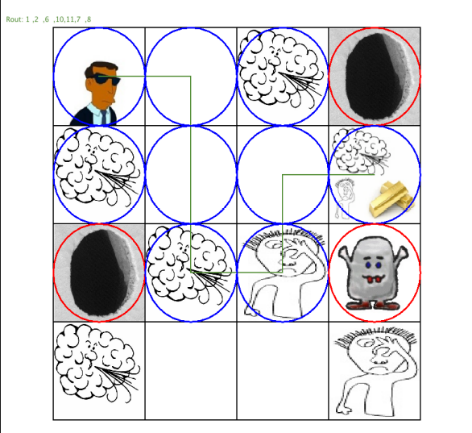 Rout: 1 ,2 ,6 ,10,11,7 ,8